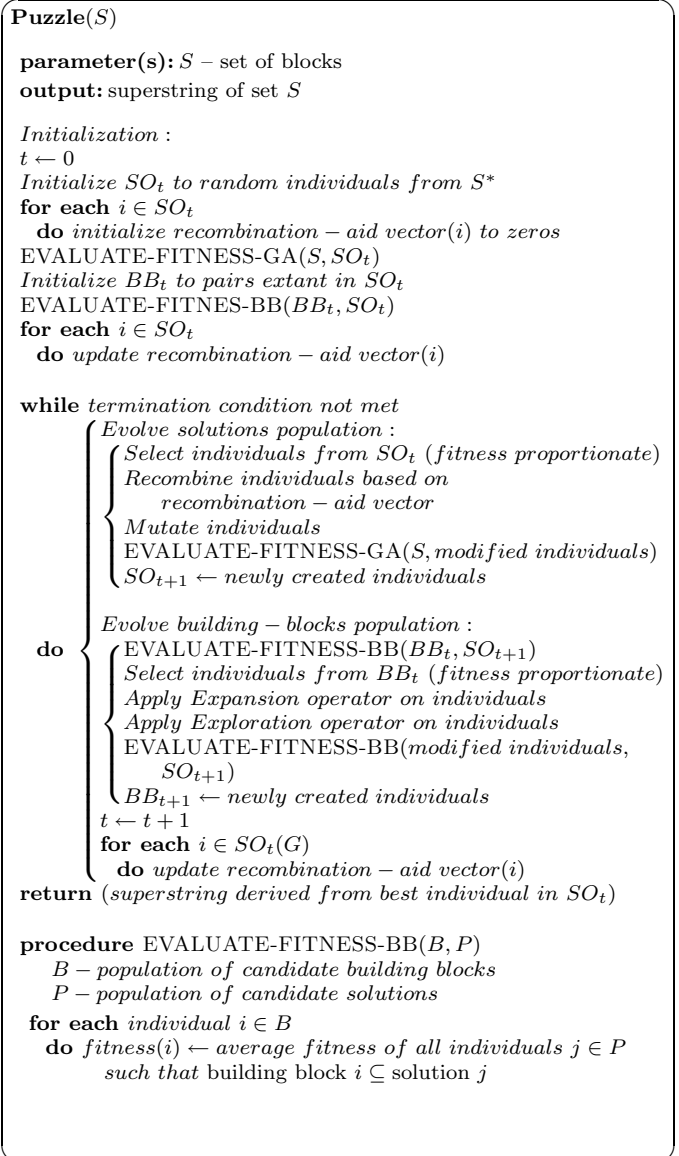 Puzzle(S)
parameter(s): S – set of blocks
output: superstring of set S
Initialization :
t ← 0
Initialize SO_t to random individuals from S*
for each i ∈ SO_t
do initialize recombination − aid vector(i) to zeros
EVALUATE-FITNESS-GA(S, SO_t)
Initialize BB_t to pairs extant in SO_t
EVALUATE-FITNES-BB(BB_t, SO_t)
for each i ∈ SO_t
do update recombination − aid vector(i)
while termination condition not met
Evolve solutions population :
Select individuals from SO_t (fitness proportionate)
Recombine individuals based on
recombination − aid vector
Mutate individuals
EVALUATE-FITNESS-GA(S, modified individuals)
SO_{t+1} ← newly created individuals
Evolve building − blocks population :
do EVALUATE-FITNESS-BB(BB_t, SO_{t+1})
Select individuals from BB_t (fitness proportionate)
Apply Expansion operator on individuals
Apply Exploration operator on individuals
EVALUATE-FITNESS-BB(modified individuals,
SO_{t+1})
BB_{t+1} ← newly created individuals
t ← t + 1
for each i ∈ SO_t(G)
do update recombination − aid vector(i)
return (superstring derived from best individual in SO_t)
procedure EVALUATE-FITNESS-BB(B, P)
B − population of candidate building blocks
P − population of candidate solutions
for each individual i ∈ B
do fitness(i) ← average fitness of all individuals j ∈ P
such that building block i ⊆ solution j